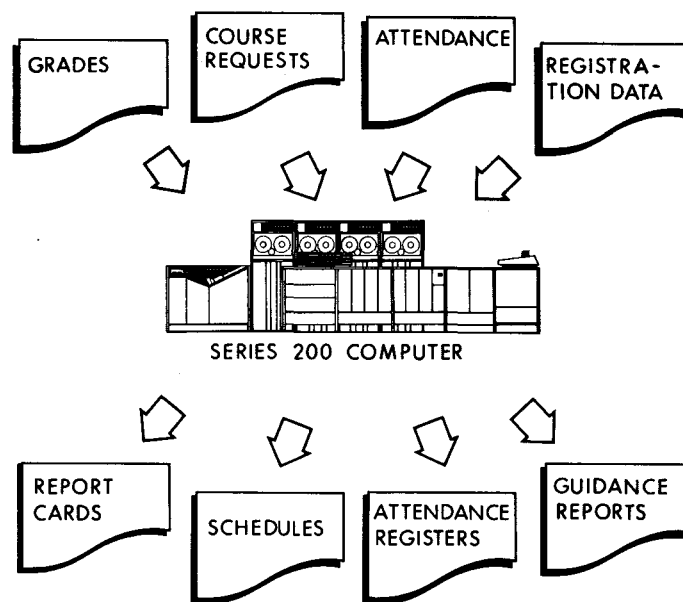 GRADES
COURSE
REQUESTS
ATTENDANCE
REGISTRA-
TION DATA
SERIES 200 COMPUTER
REPORT
CARDS
SCHEDULES
ATTENDANCE
REGISTERS
GUIDANCE
REPORTS